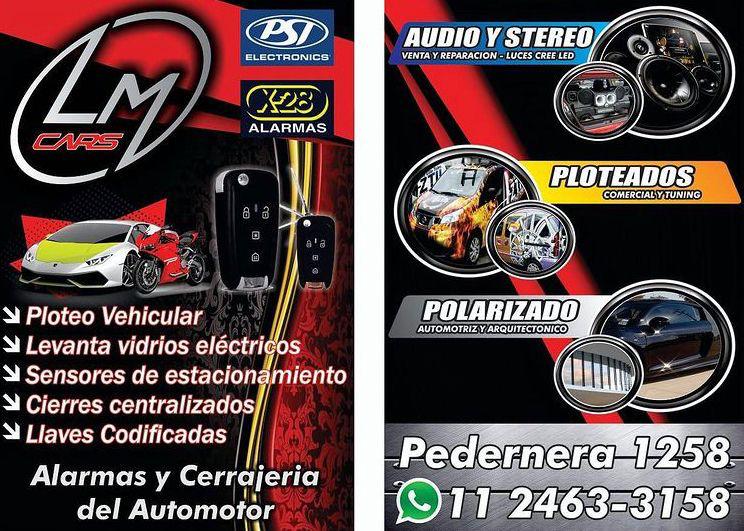 LM
CARS
PST
ELECTRONICS
X-28
ALARMAS
Ploteo Vehicular
Levanta vidrios eléctricos
Sensores de estacionamiento
Cierres centralizados
Llaves Codificadas
Alarmas y Cerrajeria
del Automotor
AUDIO Y STEREO
VENTA Y REPARACION - LUCES CREE LED
PLOTEADOS
COMERCIAL Y TUNING
POLARIZADO
AUTOMOTRIZ Y ARQUITECTONICO
Pedernera 1258
11 2463-3158